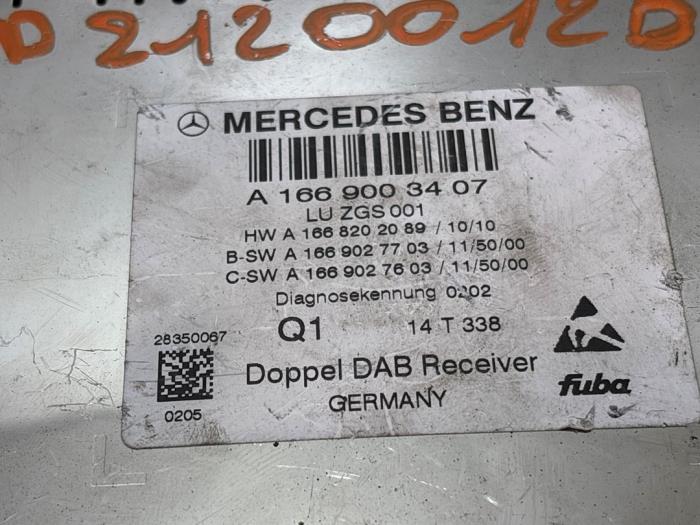 D2120012D
MERCEDES BENZ
A 166 900 34 07
LU ZGS 001
HW A 166 820 20 89 / 10/10
B-SW A 166 902 77 03 / 11/50/00
C-SW A 166 902 76 03 / 11/50/00
Diagnosekennung 0202
28350067 Q1 14 T 338
Doppel DAB Receiver
fuba
0205
GERMANY